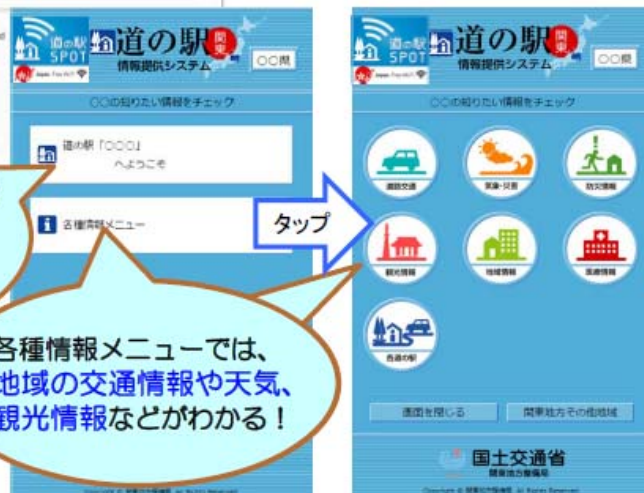 道の駅
SPOT
道の駅
関東
情報提供システム
〇〇県
〇〇の知りたい情報をチェック
道の駅「〇〇〇」
へようこそ
各種情報メニュー
タップ
各種情報メニューでは、
地域の交通情報や天気、
観光情報などがわかる！
道の駅
SPOT
道の駅
関東
情報提供システム
〇〇県
〇〇の知りたい情報をチェック
道路交通
気象・災害
防災情報
観光情報
地域情報
医療情報
各道の駅
画面を閉じる
関東地方その他地域
国土交通省
関東地方整備局